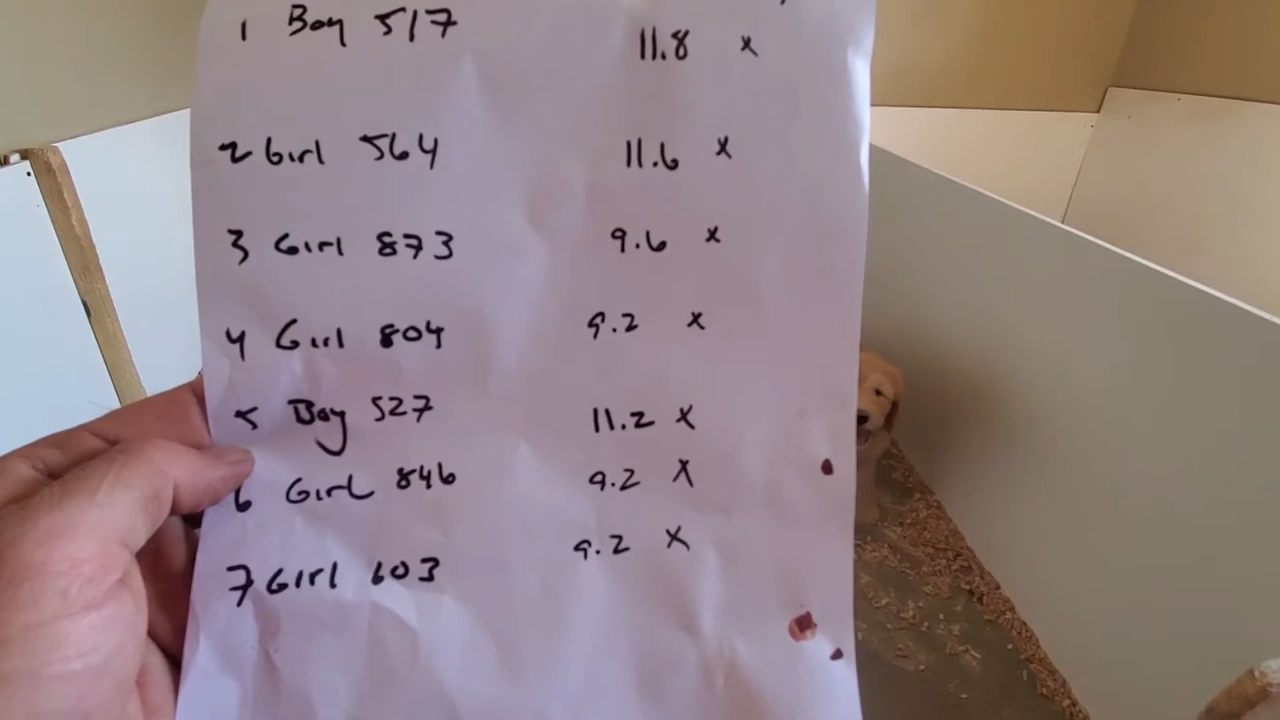 1 Boy 517 11.8 x
2 Girl 564 11.6 x
3 Girl 873 9.6 x
4 Girl 804 9.2 x
5 Boy 527 11.2 x
6 Girl 846 9.2 x
7 Girl 603 9.2 x